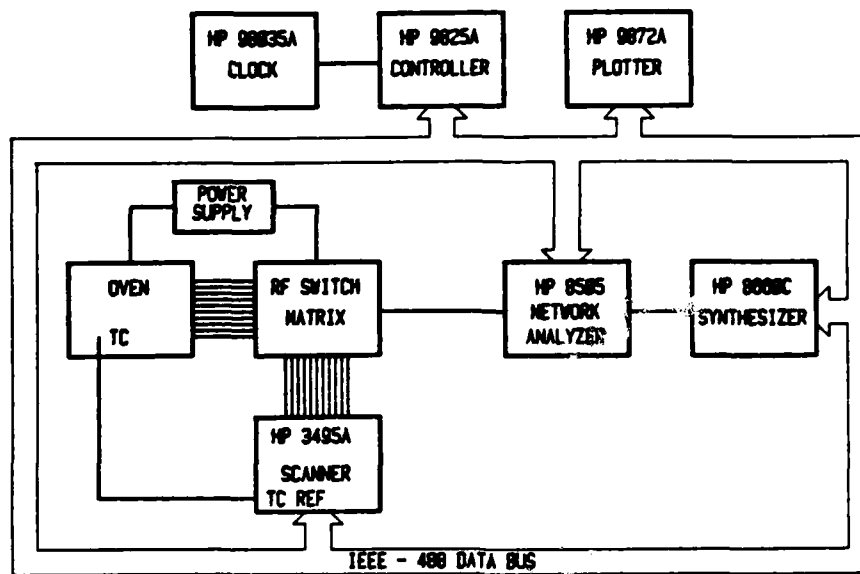 HP 98035A
CLOCK
HP 9825A
CONTROLLER
HP 9872A
PLOTTER
POWER
SUPPLY
OVEN
TC
RF SWITCH
MATRIX
HP 8505
NETWORK
ANALYZER
HP 8660C
SYNTHESIZER
HP 3495A
SCANNER
TC REF
IEEE - 488 DATA BUS